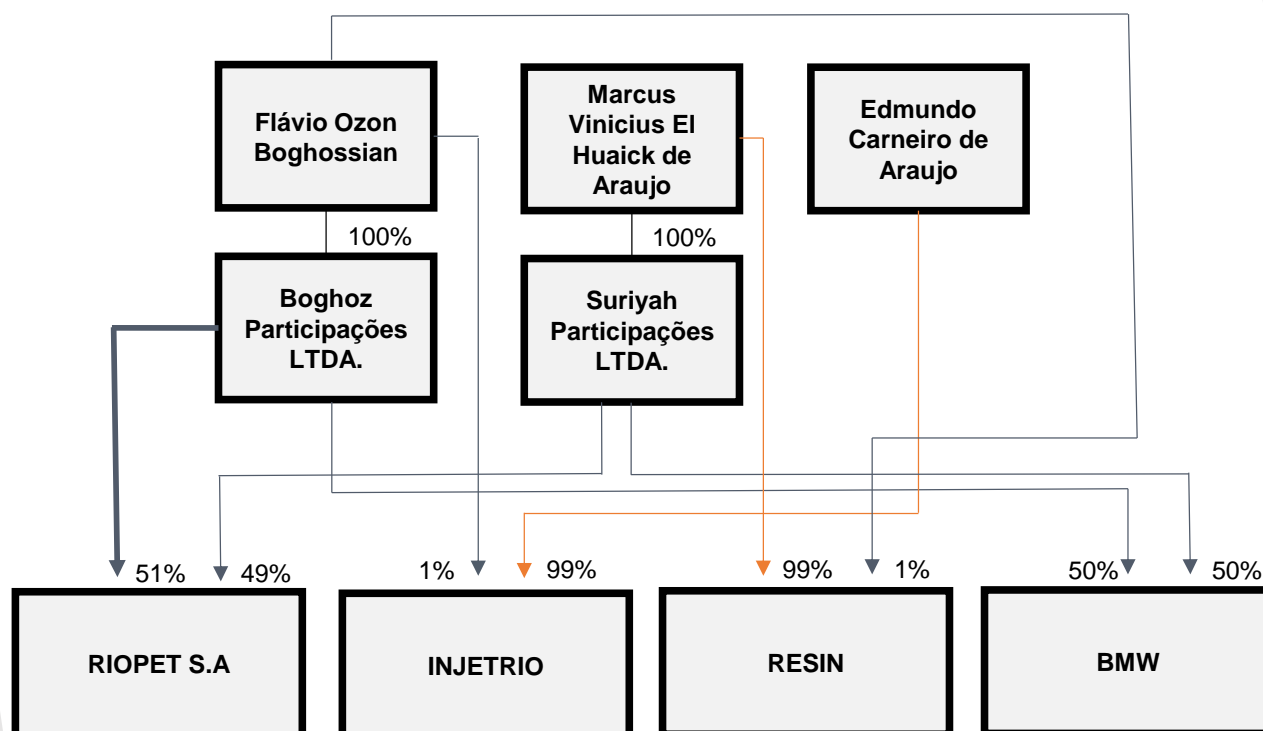 Flávio Ozon
Boghossian
Marcus
Vinicius El
Huaick de
Araujo
Edmundo
Carneiro de
Araujo
100%
100%
Boghoz
Participações
LTDA.
Suriyah
Participações
LTDA.
51%
49%
1%
99%
99%
1%
50%
50%
RIOPET S.A
INJETRIO
RESIN
BMW